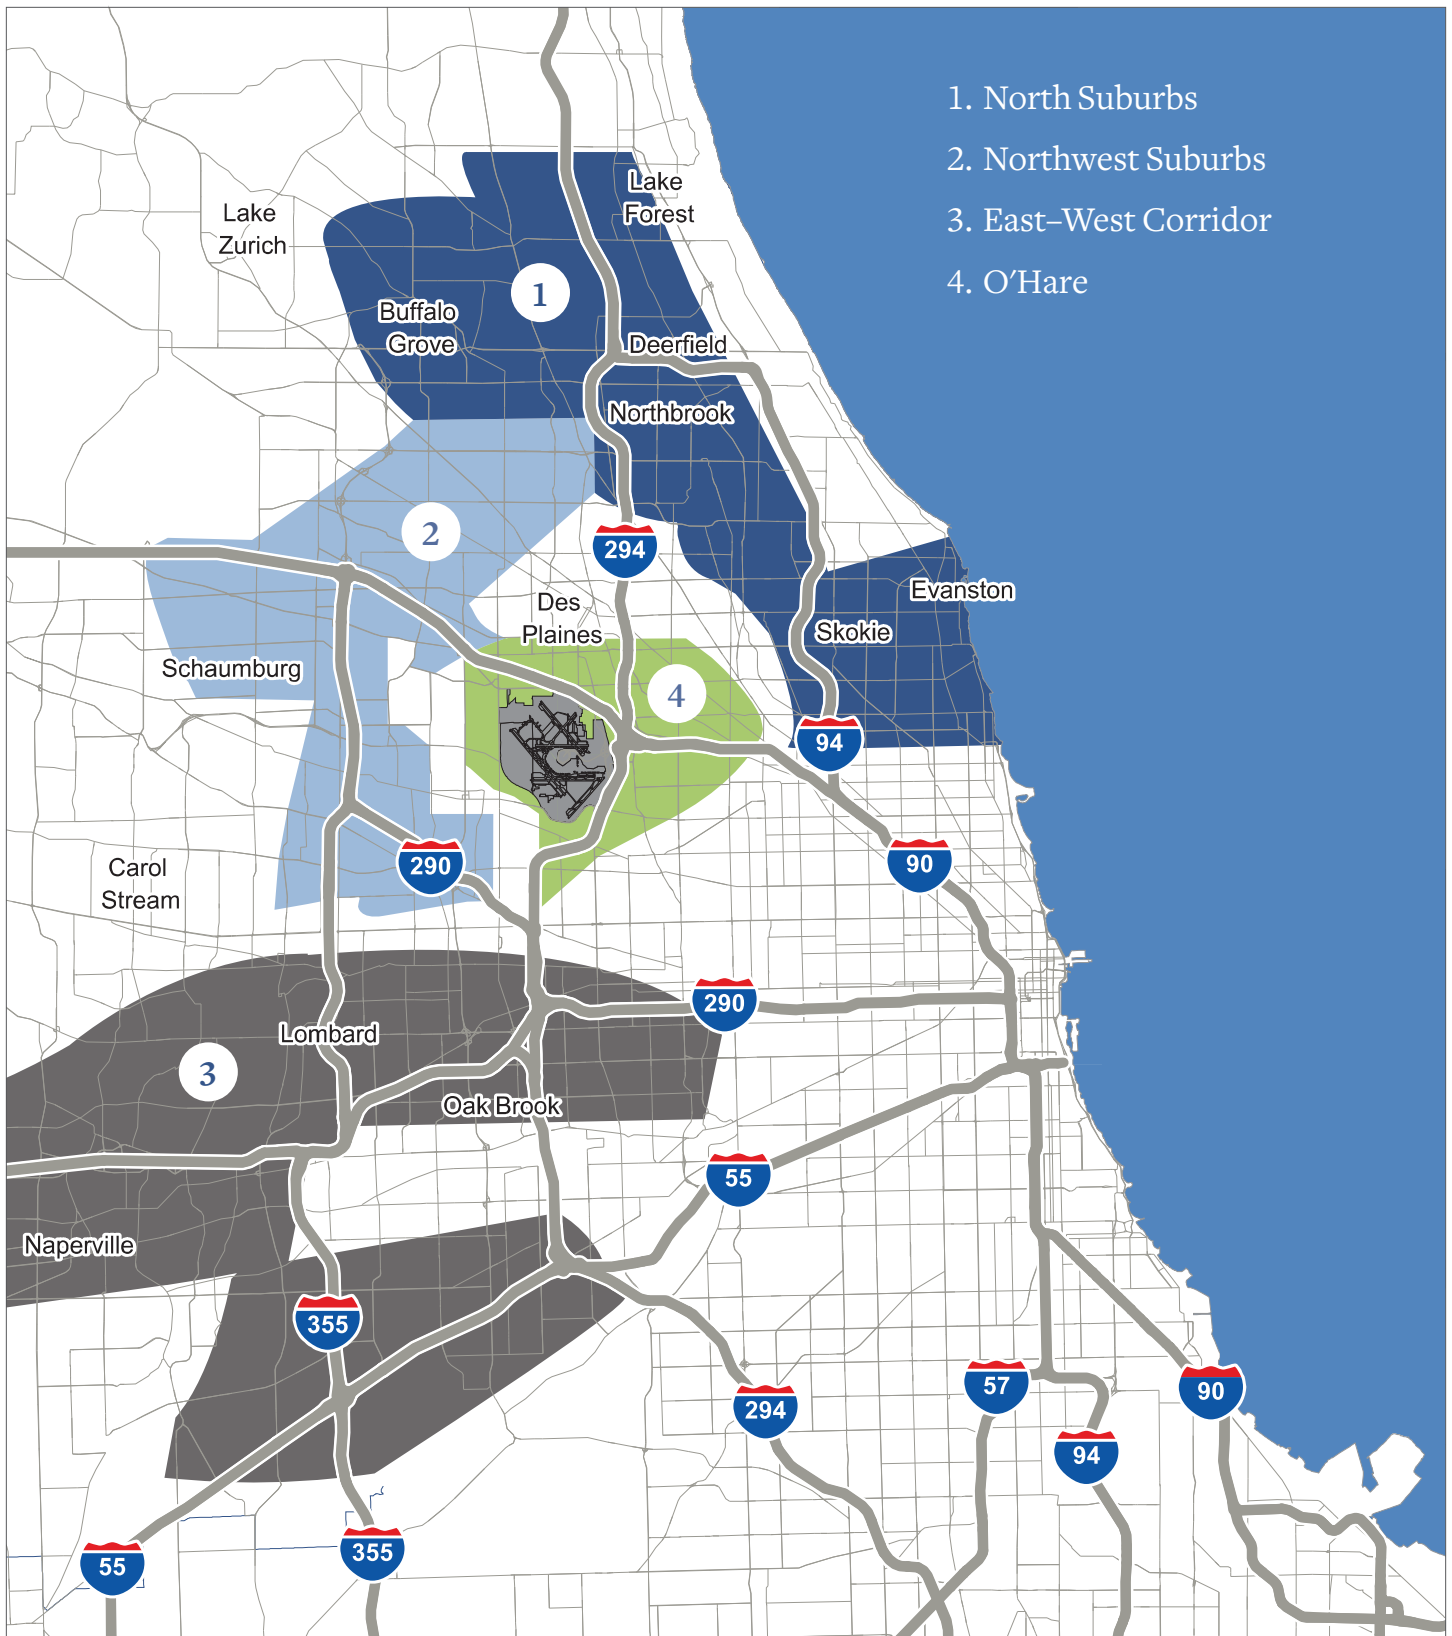 1. North Suburbs
2. Northwest Suburbs
3. East–West Corridor
4. O'Hare
Lake
Forest
Lake
Zurich
1
Buffalo
Grove
Deerfield
Northbrook
2
294
Des
Plaines
Evanston
Skokie
Schaumburg
4
94
290
90
Carol
Stream
290
Lombard
3
Oak Brook
55
Naperville
355
57
90
294
94
55
355